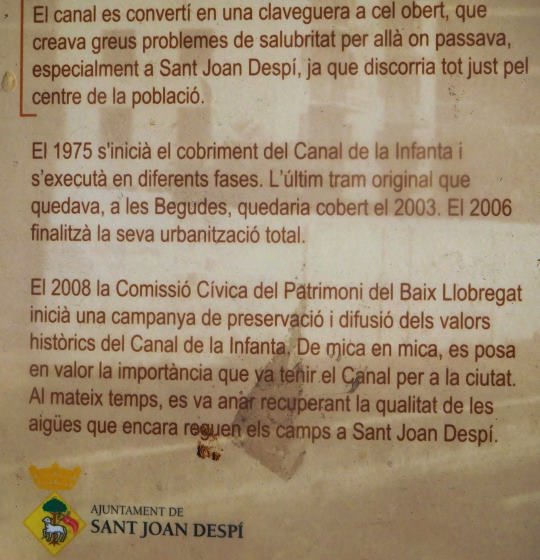 El canal es convertí en una claveguera a cel obert, que
creava greus problemes de salubritat per allà on passava,
especialment a Sant Joan Despí, ja que discorria tot just pel
centre de la població.
El 1975 s'inicià el cobriment del Canal de la Infanta i
s'executà en diferents fases. L'últim tram original que
quedava, a les Begudes, quedaria cobert el 2003. El 2006
finalitzà la seva urbanització total.
El 2008 la Comissió Cívica del Patrimoni del Baix Llobregat
inicià una campanya de preservació i difusió dels valors
històrics del Canal de la Infanta. De mica en mica, es posa
en valor la importància que va tenir el Canal per a la ciutat.
Al mateix temps, es va anar recuperant la qualitat de les
aigües que encara reguen els camps a Sant Joan Despí.
AJUNTAMENT DE
SANT JOAN DESPÍ